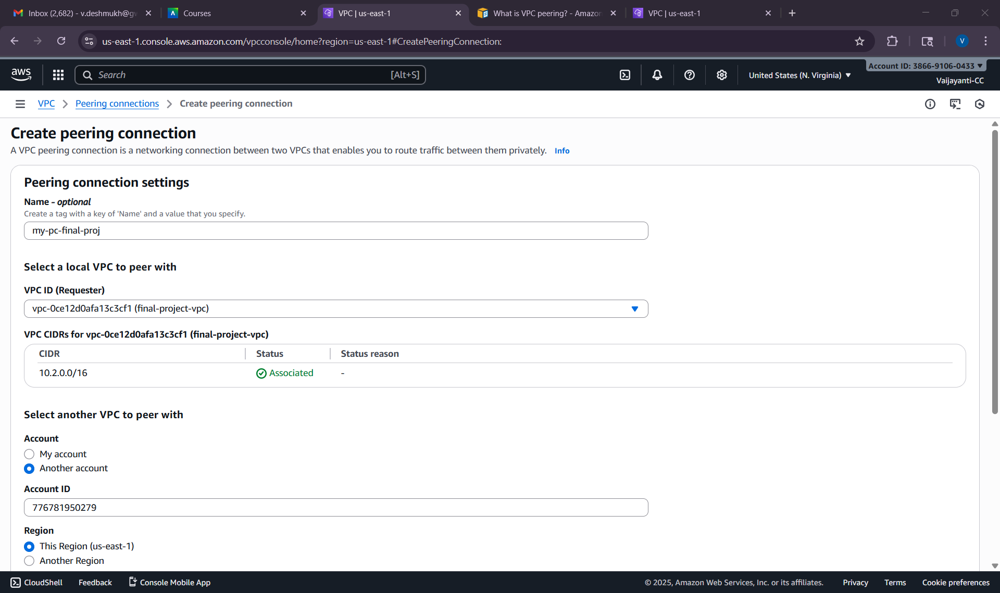 Inbox (2,682) - v.deshmukh@gw
Courses
VPC | us-east-1
What is VPC peering? - Amazon
VPC | us-east-1
us-east-1.console.aws.amazon.com/vpcconsole/home?region=us-east-1#CreatePeeringConnection:
V
aws
Search
[Alt+S]
United States (N. Virginia)
Account ID: 3866-9106-0433
Vaijayanti-CC
VPC
Peering connections
Create peering connection
Create peering connection
A VPC peering connection is a networking connection between two VPCs that enables you to route traffic between them privately. Info
Peering connection settings
Name - optional
Create a tag with a key of 'Name' and a value that you specify.
my-pc-final-proj
Select a local VPC to peer with
VPC ID (Requester)
vpc-0ce12d0afa13c3cf1 (final-project-vpc)
VPC CIDRs for vpc-0ce12d0afa13c3cf1 (final-project-vpc)
CIDR Status Status reason
10.2.0.0/16 Associated -
Select another VPC to peer with
Account
My account
Another account
Account ID
776781950279
Region
This Region (us-east-1)
Another Region
CloudShell Feedback Console Mobile App © 2025, Amazon Web Services, Inc. or its affiliates. Privacy Terms Cookie preferences